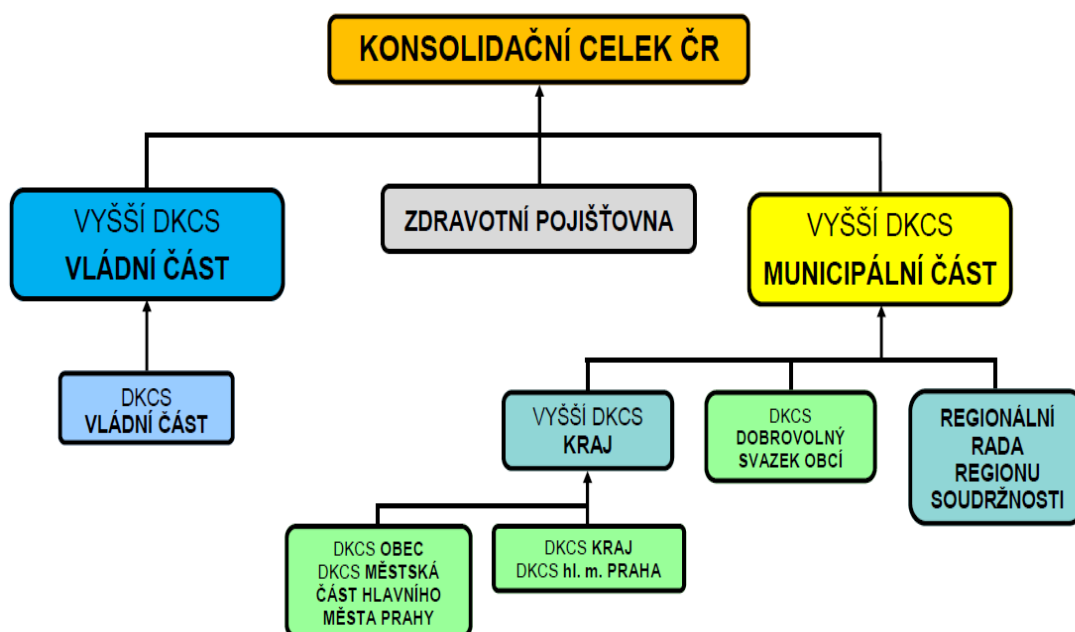 KONSOLIDAČNÍ CELEK ČR
VYŠŠÍ DKCS
VLÁDNÍ ČÁST
ZDRAVOTNÍ POJIŠŤOVNA
VYŠŠÍ DKCS
MUNICIPÁLNÍ ČÁST
DKCS
VLÁDNÍ ČÁST
VYŠŠÍ DKCS
KRAJ
DKCS
DOBROVOLNÝ
SVAZEK OBCÍ
REGIONÁLNÍ
RADA
REGIONU
SOUDRŽNOSTI
DKCS OBEC
DKCS MĚSTSKÁ
ČÁST HLAVNÍHO
MĚSTA PRAHY
DKCS KRAJ
DKCS hl. m. PRAHA